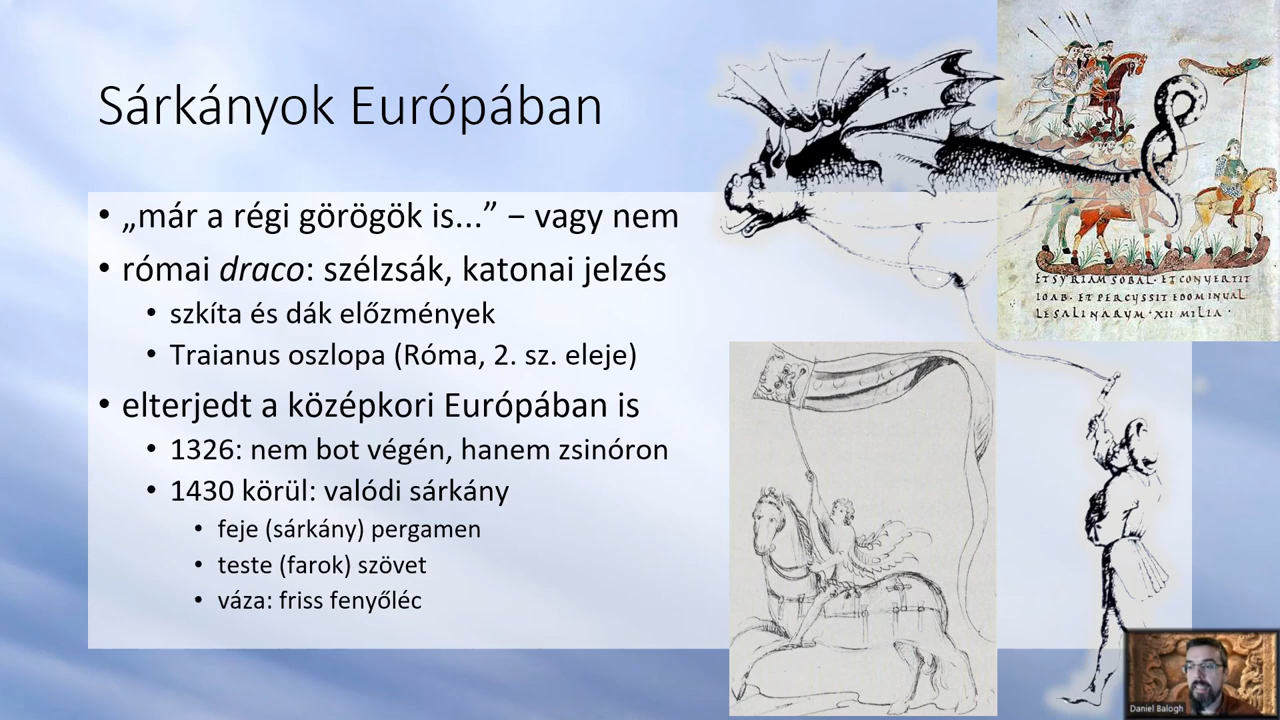 Sárkányok Európában
• „már a régi görögök is...” − vagy nem
• római draco: szélzsák, katonai jelzés
• szkíta és dák előzmények
• Traianus oszlopa (Róma, 2. sz. eleje)
• elterjedt a középkori Európában is
• 1326: nem bot végén, hanem zsinóron
• 1430 körül: valódi sárkány
• feje (sárkány) pergamen
• teste (farok) szövet
• váza: friss fenyőléc
ETSYRIAM SOBAL · ET CONVERTIT
IOAB · ET PERCUSSIT EDOM IN UAL
LE SALINARUM · XII MILIA ·
Daniel Balogh